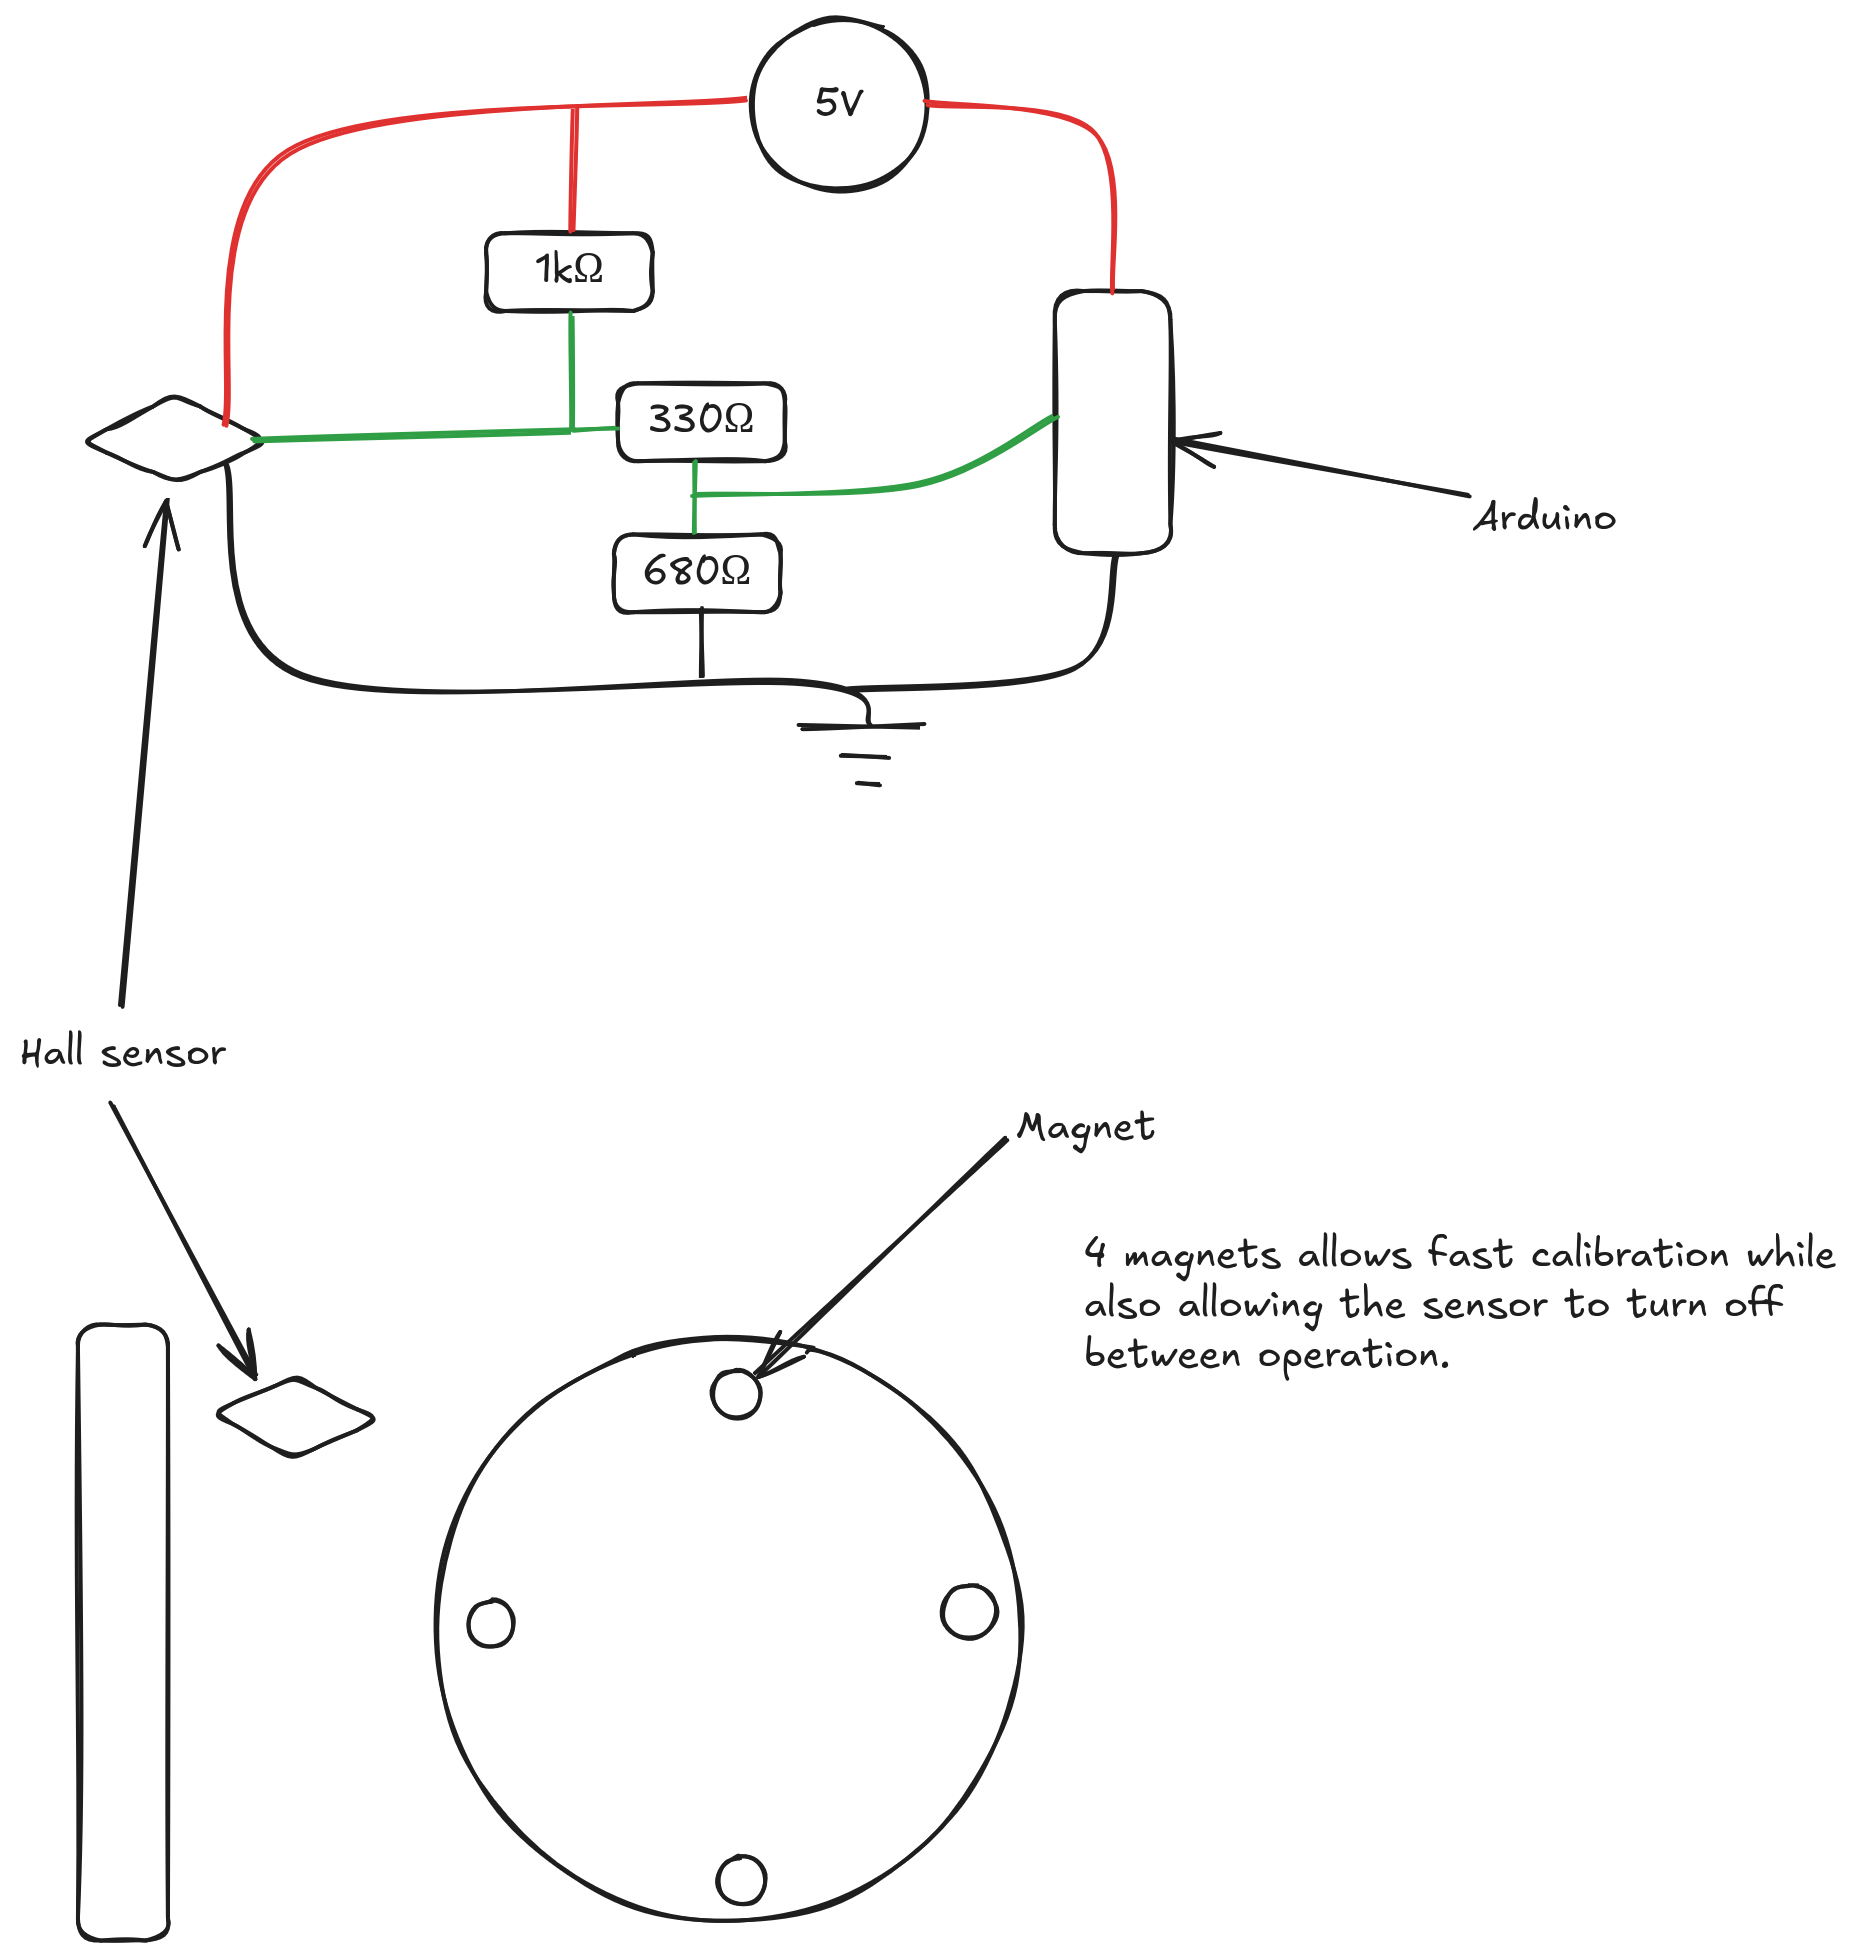 5V
1kΩ
330Ω
680Ω
Arduino
Hall sensor
Magnet
4 magnets allows fast calibration while
also allowing the sensor to turn off
between operation.